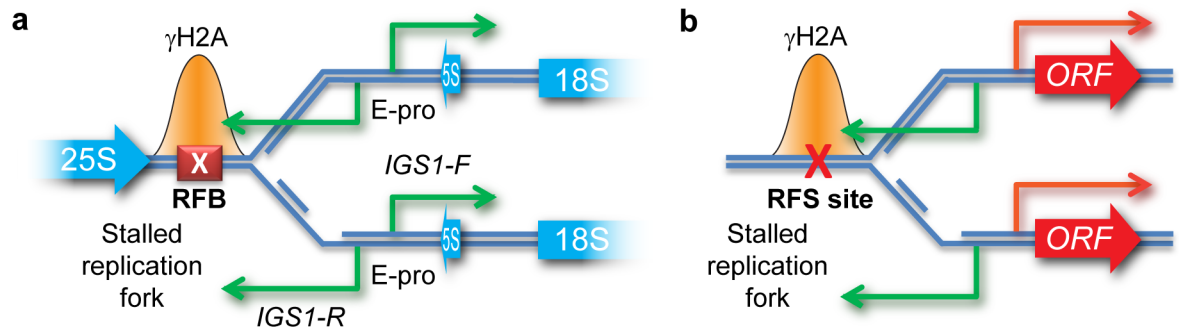 a
γH2A
5S
18S
E-pro
25S
X
RFB
IGS1-F
Stalled
replication
fork
5S
18S
E-pro
IGS1-R
b
γH2A
ORF
X
RFS site
Stalled
replication
fork
ORF